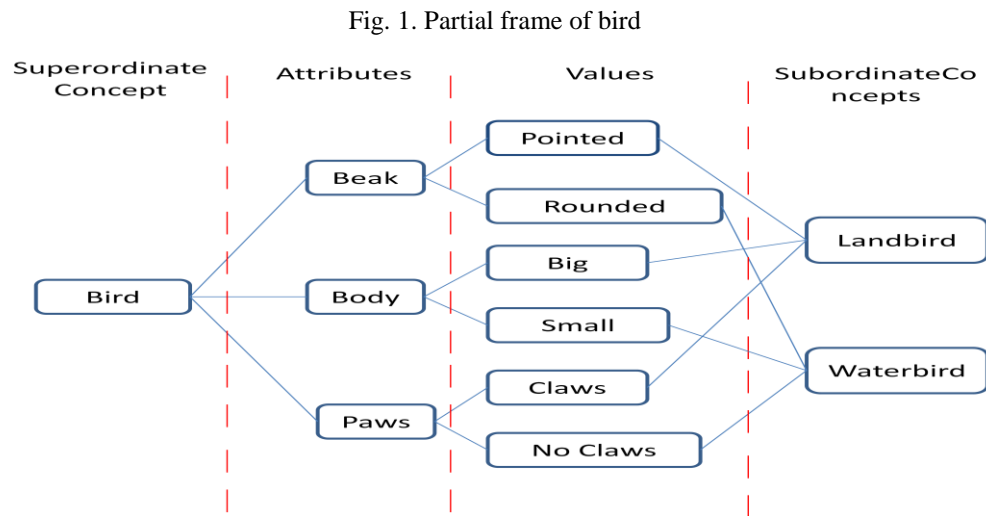 Fig. 1. Partial frame of bird
Superordinate
Concept
Attributes
Values
SubordinateCo
ncepts
Pointed
Beak
Rounded
Landbird
Big
Bird
Body
Small
Waterbird
Claws
Paws
No Claws